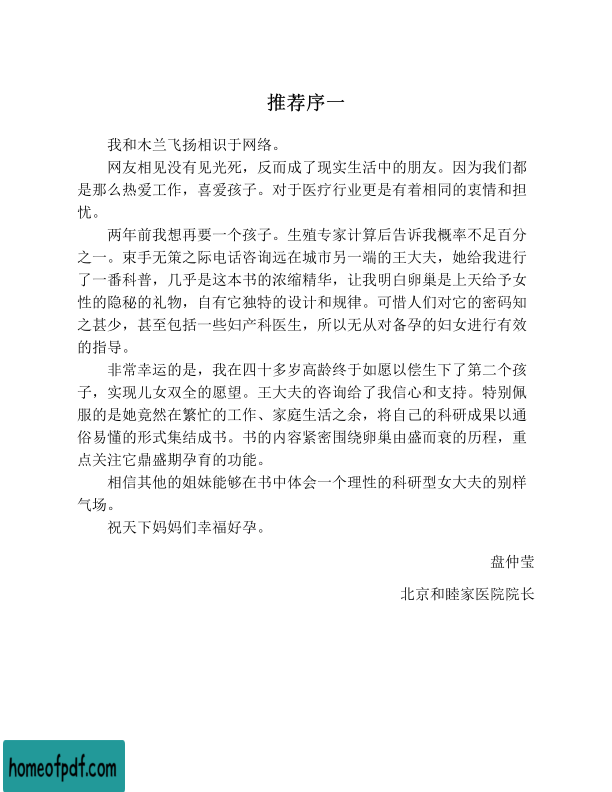 推荐序一
我和木兰飞扬相识于网络。
网友相见没有见光死，反而成了现实生活中的朋友。因为我们都
是那么热爱工作，喜爱孩子。对于医疗行业更是有着相同的衷情和担
忧。
两年前我想再要一个孩子。生殖专家计算后告诉我概率不足百分
之一。束手无策之际电话咨询远在城市另一端的王大夫，她给我进行
了一番科普，几乎是这本书的浓缩精华，让我明白卵巢是上天给予女
性的隐秘的礼物，自有它独特的设计和规律。可惜人们对它的密码知
之甚少，甚至包括一些妇产科医生，所以无从对备孕的妇女进行有效
的指导。
非常幸运的是，我在四十多岁高龄终于如愿以偿生下了第二个孩
子，实现儿女双全的愿望。王大夫的咨询给了我信心和支持。特别佩
服的是她竟然在繁忙的工作、家庭生活之余，将自己的科研成果以通
俗易懂的形式集结成书。书的内容紧密围绕卵巢由盛而衰的历程，重
点关注它鼎盛期孕育的功能。
相信其他的姐妹能够在书中体会一个理性的科研型女大夫的别样
气场。
祝天下妈妈们幸福好孕。
盘仲莹
北京和睦家医院院长
homeofpdf.com